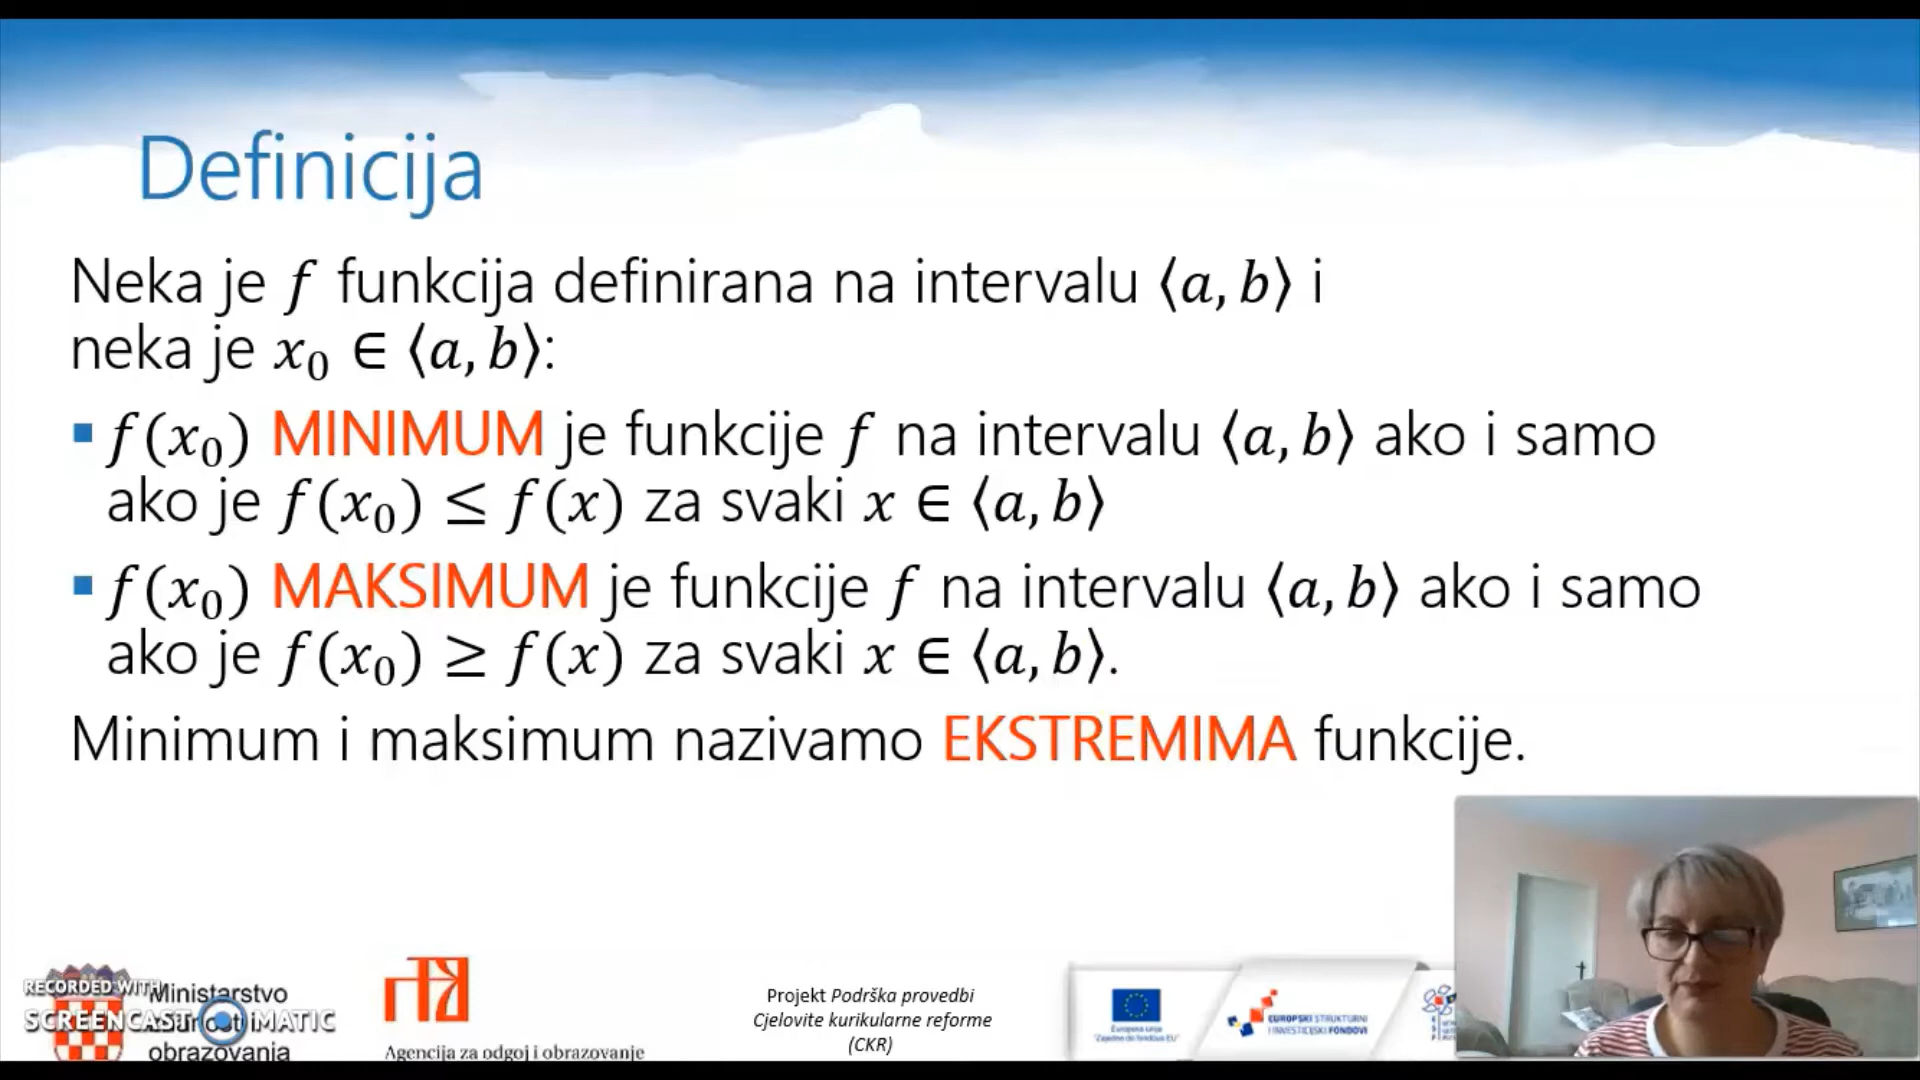 Definicija
Neka je f funkcija definirana na intervalu ⟨a, b⟩ i
neka je x₀ ∈ ⟨a, b⟩:
▪ f(x₀) MINIMUM je funkcije f na intervalu ⟨a, b⟩ ako i samo
ako je f(x₀) ≤ f(x) za svaki x ∈ ⟨a, b⟩
▪ f(x₀) MAKSIMUM je funkcije f na intervalu ⟨a, b⟩ ako i samo
ako je f(x₀) ≥ f(x) za svaki x ∈ ⟨a, b⟩.
Minimum i maksimum nazivamo EKSTREMIMA funkcije.
RECORDED WITH
SCREENCAST-O-MATIC
Ministarstvo
obrazovanja
Agencija za odgoj i obrazovanje
Projekt Podrška provedbi
Cjelovite kurikularne reforme
(CKR)
Europska unija
"Zajedno do fondova EU"
EUROPSKI STRUKTURNI
I INVESTICIJSKI FONDOVI